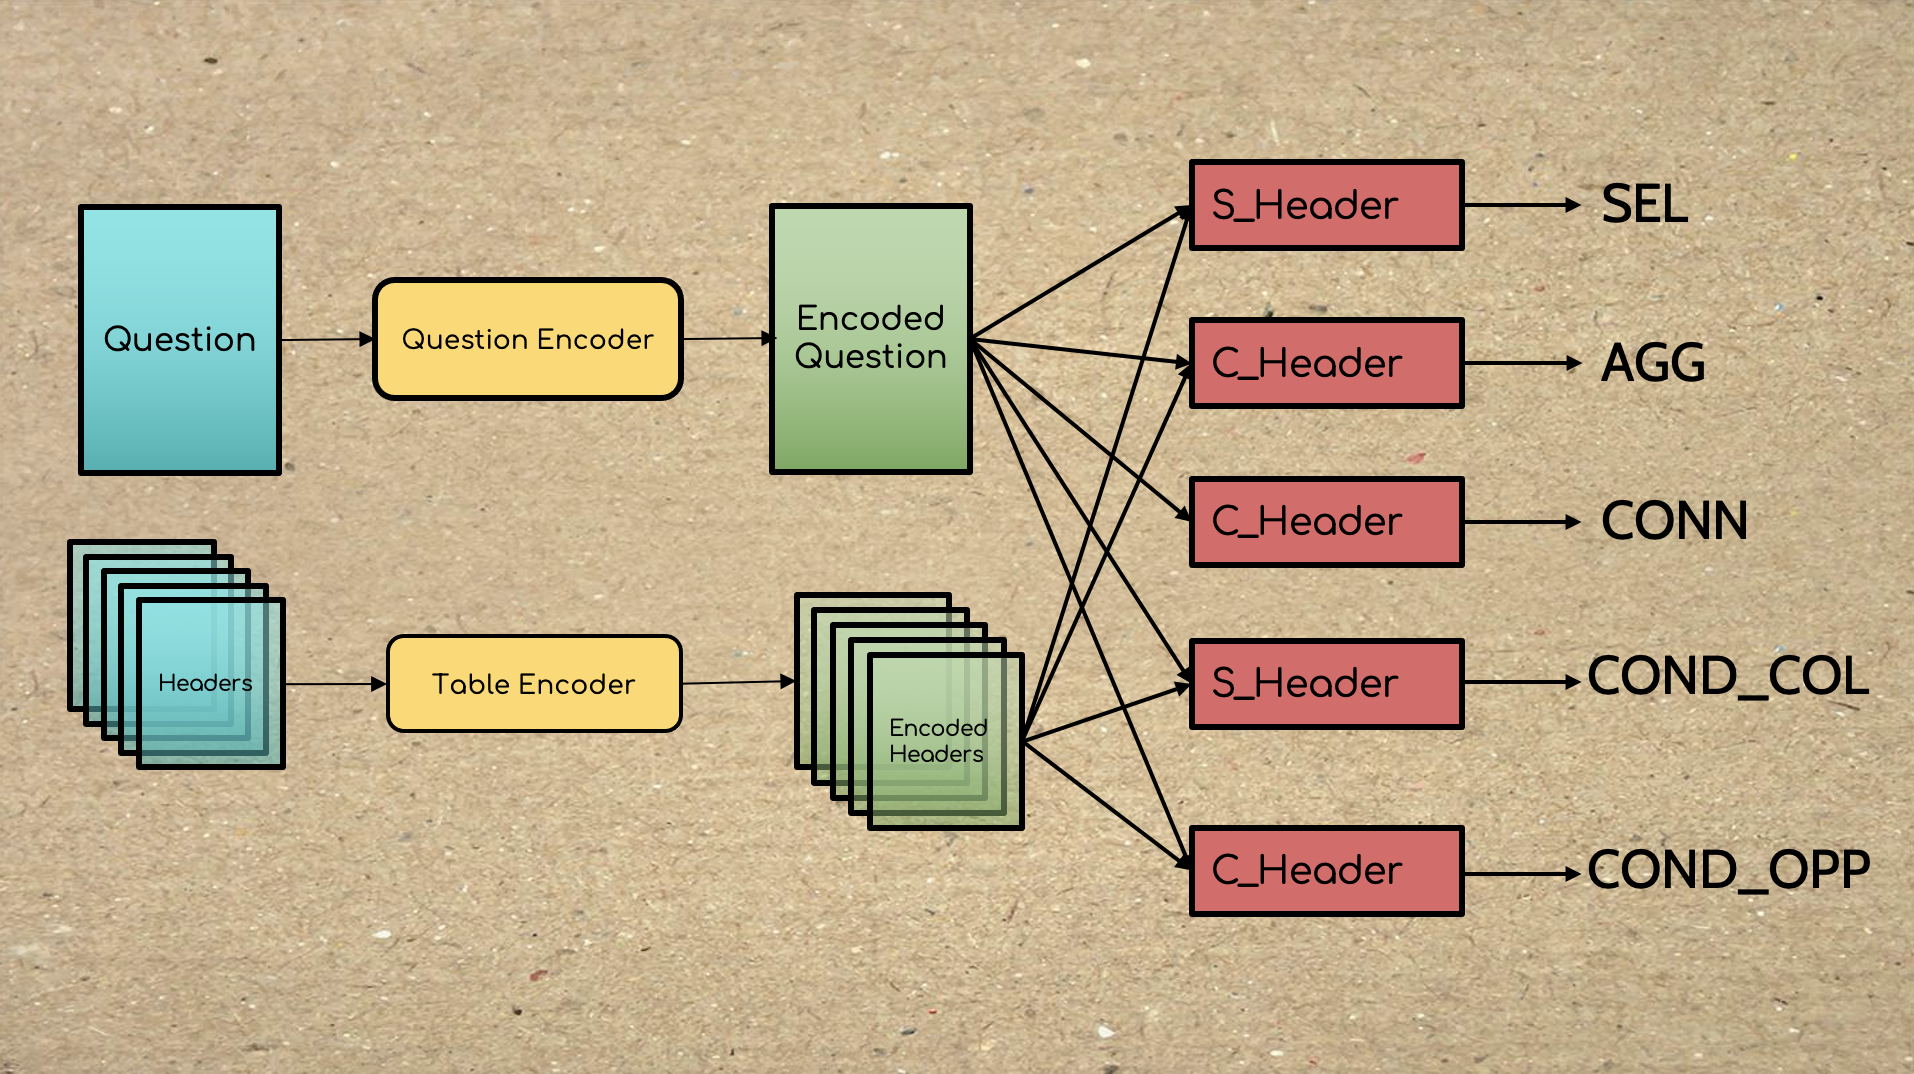 Question
Question Encoder
Encoded
Question
Headers
Table Encoder
Encoded
Headers
S_Header
SEL
C_Header
AGG
C_Header
CONN
S_Header
COND_COL
C_Header
COND_OPP